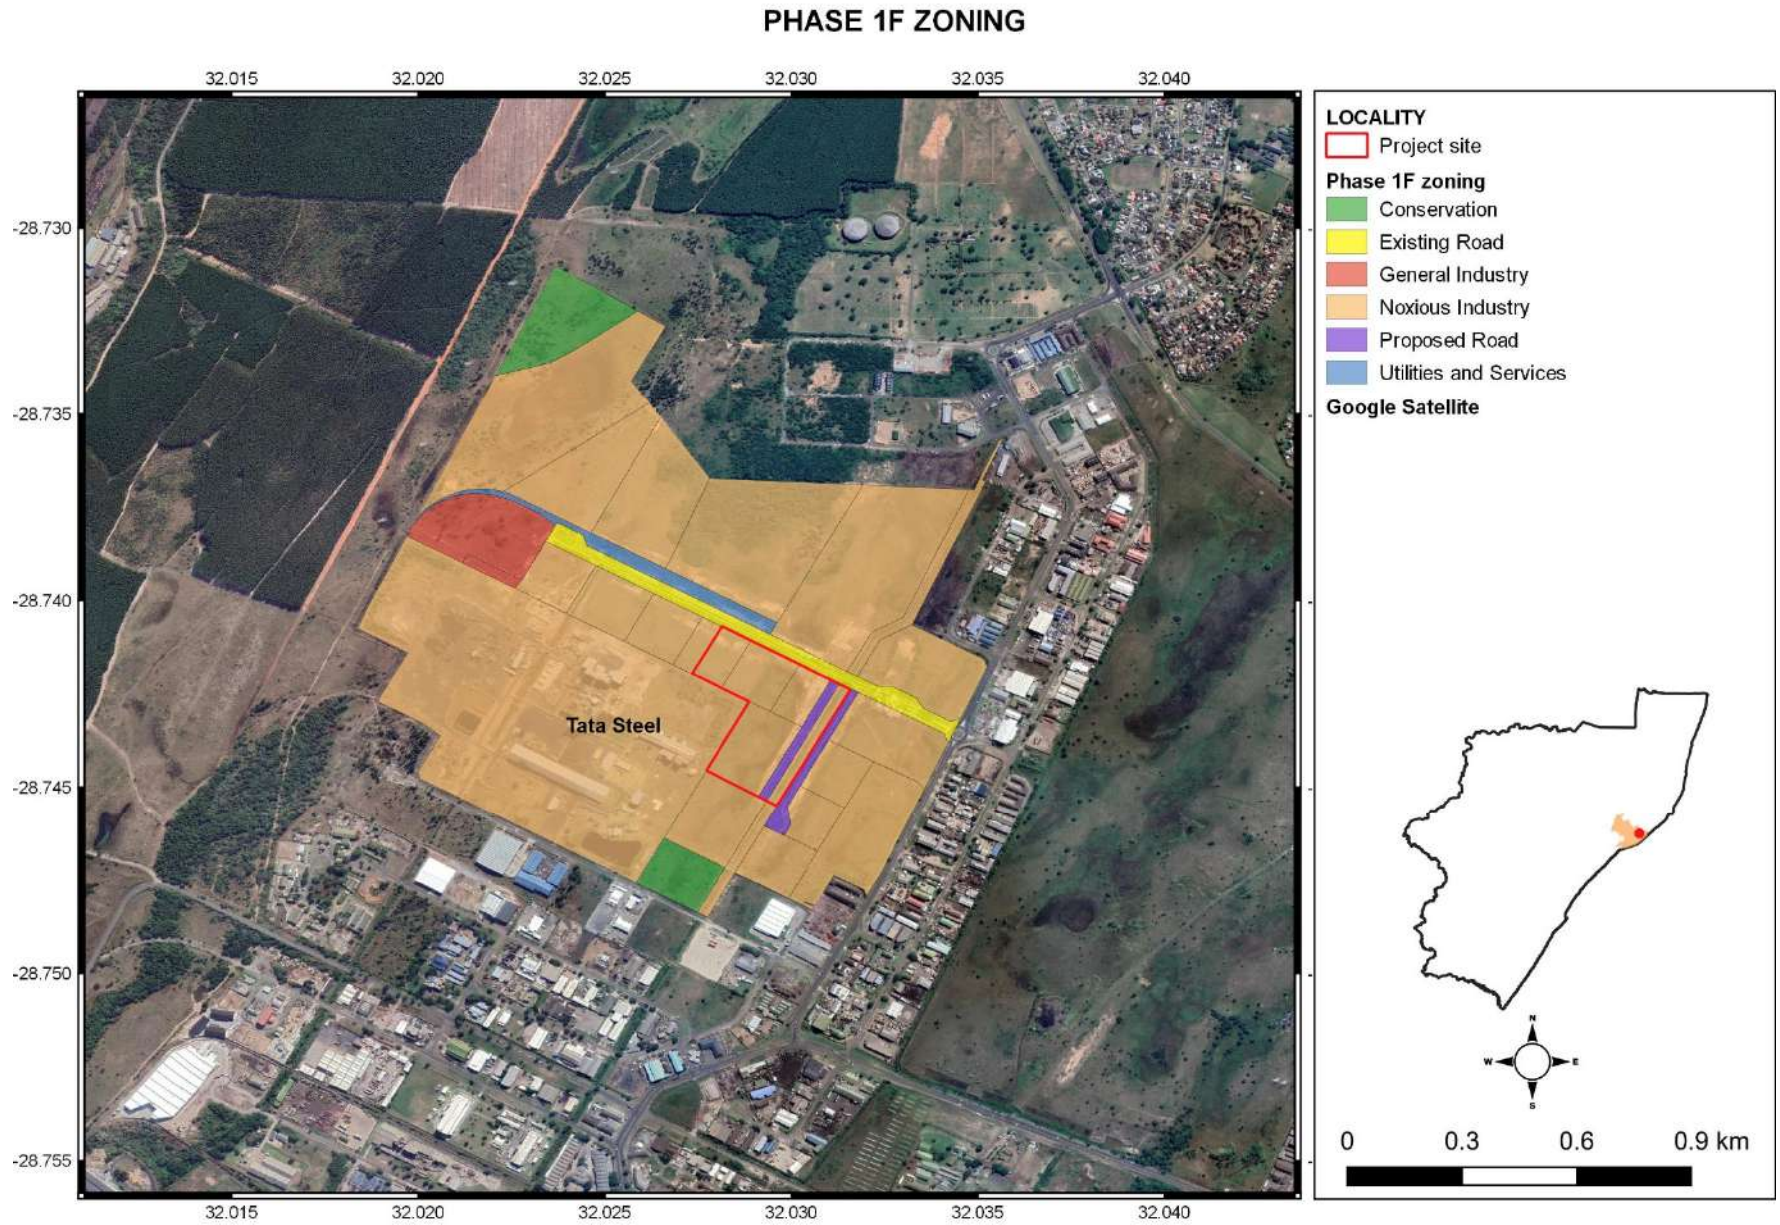 PHASE 1F ZONING
32.015 32.020 32.025 32.030 32.035 32.040
-28.730
-28.735
-28.740
-28.745
-28.750
-28.755
Tata Steel
32.015 32.020 32.025 32.030 32.035 32.040
LOCALITY
Project site
Phase 1F zoning
Conservation
Existing Road
General Industry
Noxious Industry
Proposed Road
Utilities and Services
Google Satellite
N
W E
S
0 0.3 0.6 0.9 km